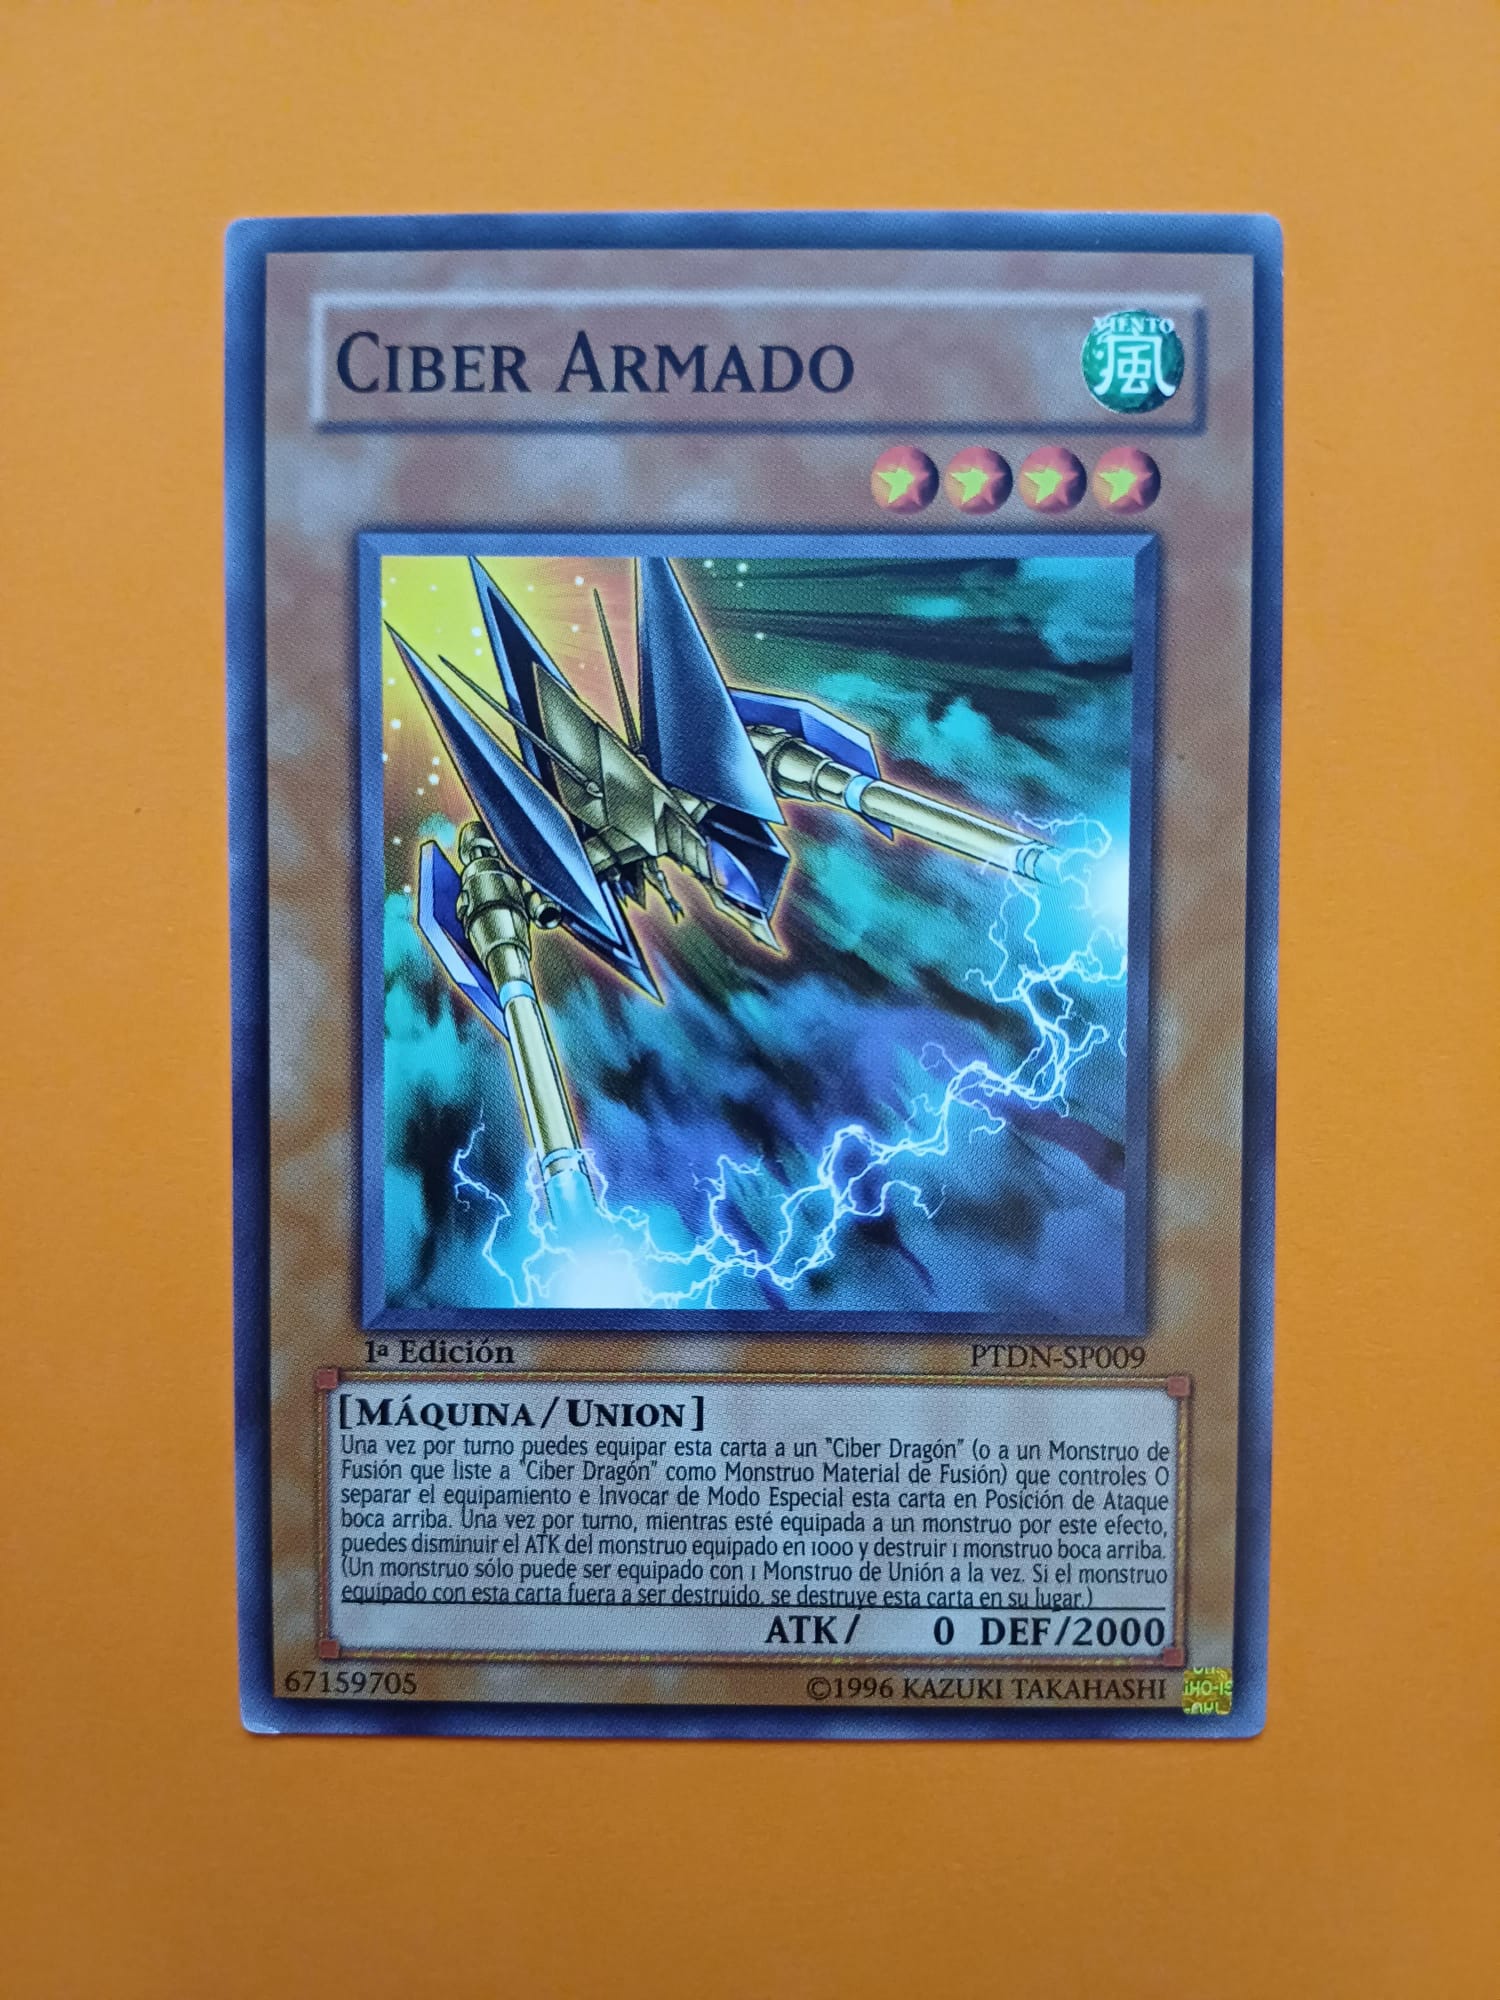 CIBER ARMADO
VIENTO
風
1ª Edición
PTDN-SP009
[MÁQUINA/UNION]
Una vez por turno puedes equipar esta carta a un "Ciber Dragón" (o a un Monstruo de
Fusión que liste a "Ciber Dragón" como Monstruo Material de Fusión) que controles O
separar el equipamiento e Invocar de Modo Especial esta carta en Posición de Ataque
boca arriba. Una vez por turno, mientras esté equipada a un monstruo por este efecto,
puedes disminuir el ATK del monstruo equipado en 1000 y destruir 1 monstruo boca arriba.
(Un monstruo sólo puede ser equipado con 1 Monstruo de Unión a la vez. Si el monstruo
equipado con esta carta fuera a ser destruido, se destruye esta carta en su lugar.)
ATK/ 0 DEF/2000
67159705
©1996 KAZUKI TAKAHASHI